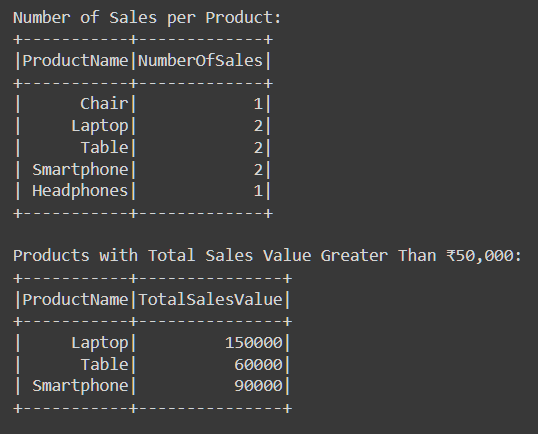 Number of Sales per Product:
+-----------+-------------+
|ProductName|NumberOfSales|
+-----------+-------------+
|      Chair|            1|
|     Laptop|            2|
|      Table|            2|
| Smartphone|            2|
| Headphones|            1|
+-----------+-------------+

Products with Total Sales Value Greater Than ₹50,000:
+-----------+---------------+
|ProductName|TotalSalesValue|
+-----------+---------------+
|     Laptop|         150000|
|      Table|          60000|
| Smartphone|          90000|
+-----------+---------------+